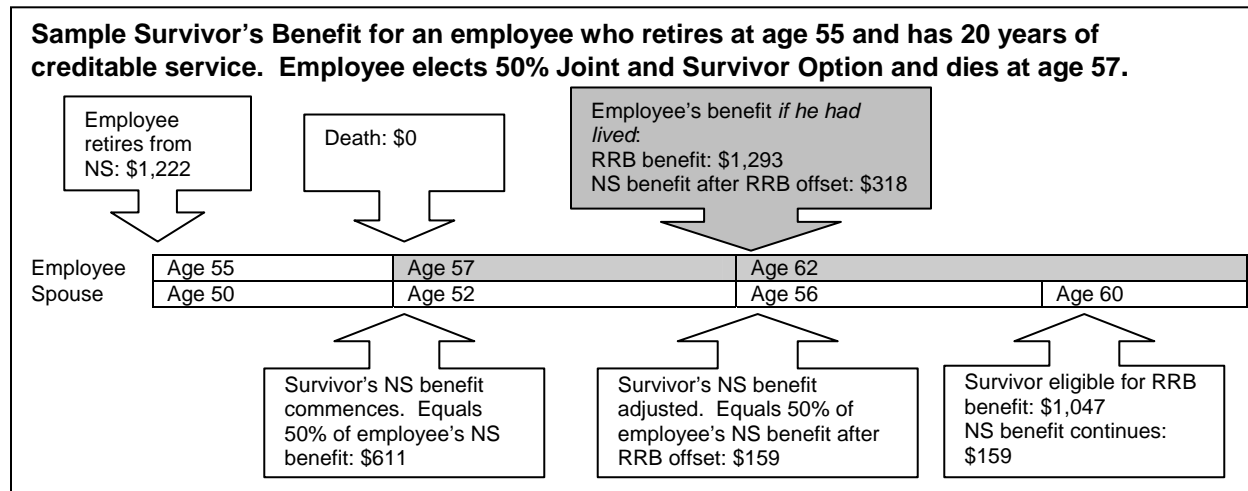 Sample Survivor's Benefit for an employee who retires at age 55 and has 20 years of
creditable service. Employee elects 50% Joint and Survivor Option and dies at age 57.
Employee
retires from
NS: $1,222
Death: $0
Employee's benefit if he had
lived:
RRB benefit: $1,293
NS benefit after RRB offset: $318
Employee Age 55 Age 57 Age 62
Spouse Age 50 Age 52 Age 56 Age 60
Survivor's NS benefit
commences. Equals
50% of employee's NS
benefit: $611
Survivor's NS benefit
adjusted. Equals 50% of
employee's NS benefit after
RRB offset: $159
Survivor eligible for RRB
benefit: $1,047
NS benefit continues:
$159